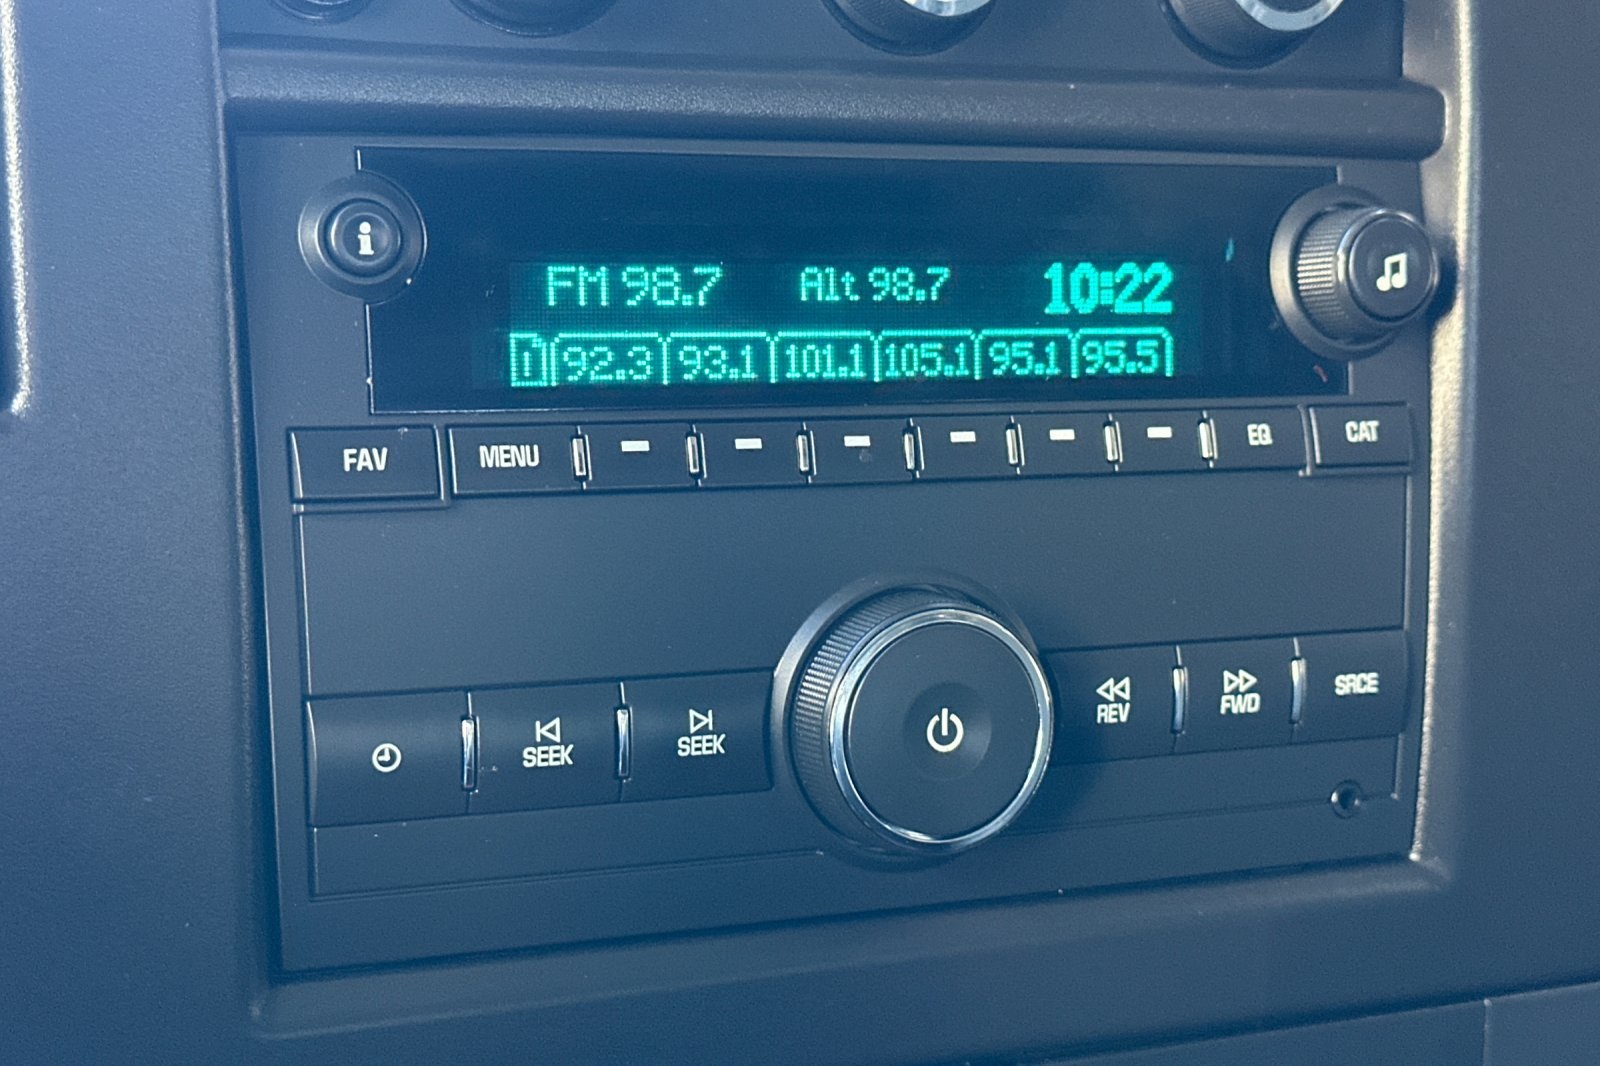 i
FM 98.7 Alt 98.7 10:22
1 92.3 93.1 101.1 105.1 95.1 95.5
FAV MENU EQ CAT
SEEK SEEK REV FWD SRCE